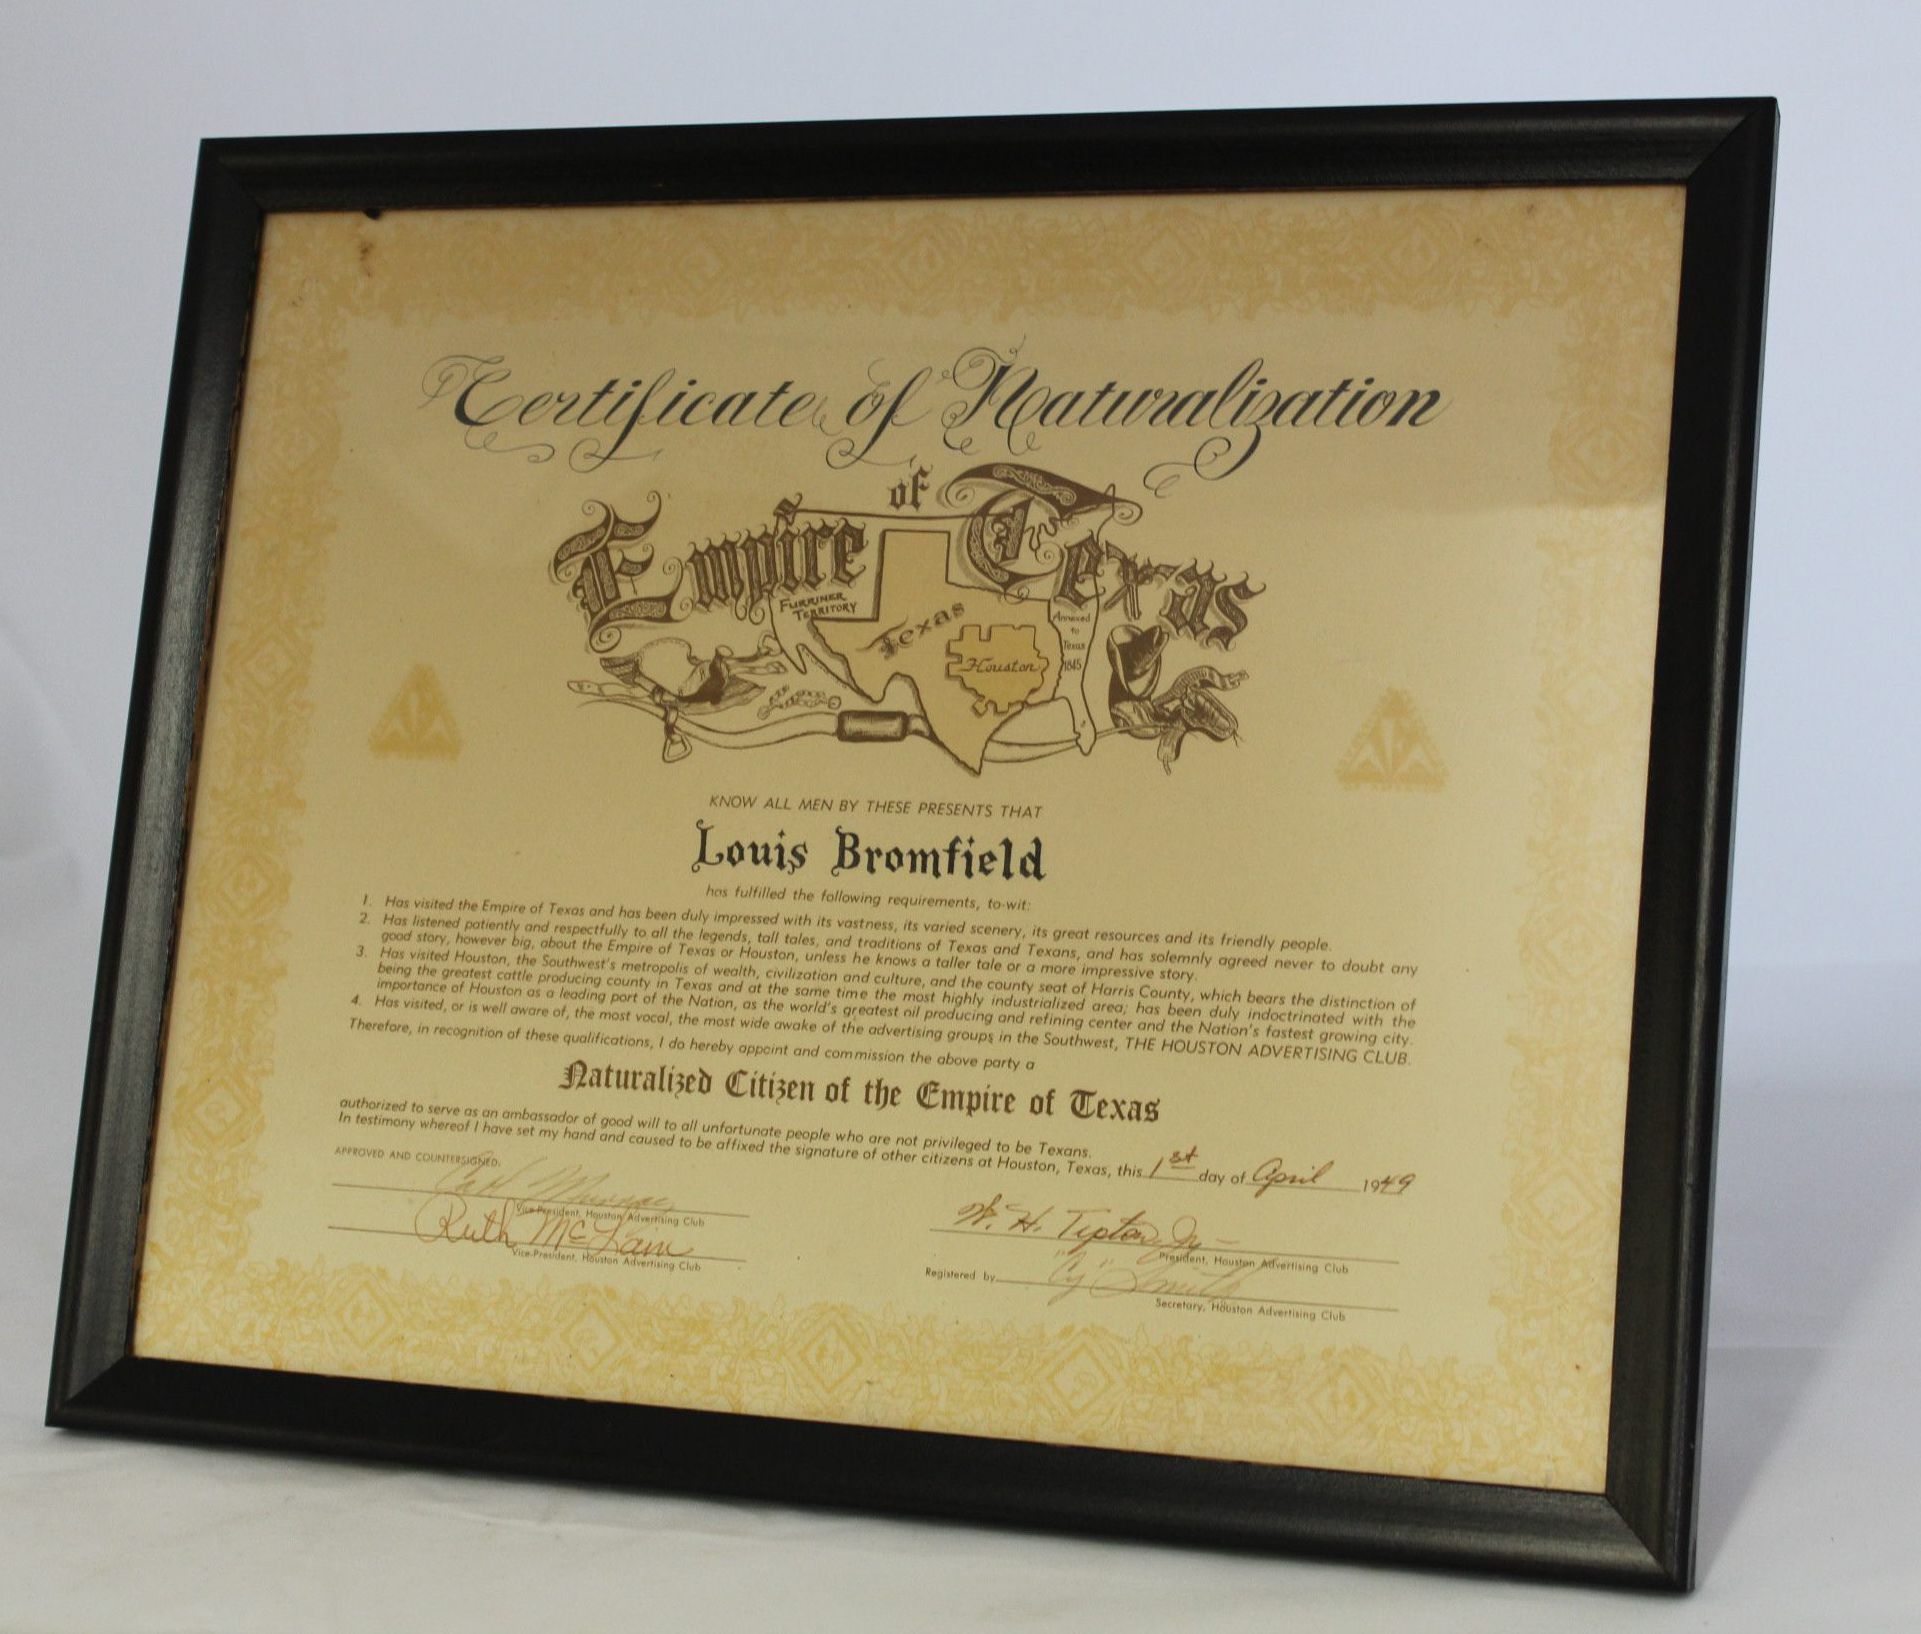 Certificate of Naturalization
of
Empire Texas
FURRINER
TERRITORY
Texas
Houston
Annexed
to
Texas
1845
KNOW ALL MEN BY THESE PRESENTS THAT
Louis Bromfield
has fulfilled the following requirements, to-wit:
1. Has visited the Empire of Texas and has been duly impressed with its vastness, its varied scenery, its great resources and its friendly people.
2. Has listened patiently and respectfully to all the legends, tall tales, and traditions of Texas and Texans, and has solemnly agreed never to doubt any
good story, however big, about the Empire of Texas or Houston, unless he knows a taller tale or a more impressive story.
3. Has visited Houston, the Southwest's metropolis of wealth, civilization and culture, and the county seat of Harris County, which bears the distinction of
being the greatest cattle producing county in Texas and at the same time the most highly industrialized area; has been duly indoctrinated with the
importance of Houston as a leading port of the Nation, as the world's greatest oil producing and refining center and the Nation's fastest growing city.
4. Has visited, or is well aware of, the most vocal, the most wide awake of the advertising groups in the Southwest, THE HOUSTON ADVERTISING CLUB.
Therefore, in recognition of these qualifications, I do hereby appoint and commission the above party a
Naturalized Citizen of the Empire of Texas
authorized to serve as an ambassador of good will to all unfortunate people who are not privileged to be Texans.
In testimony whereof I have set my hand and caused to be affixed the signature of other citizens at Houston, Texas, this 1st day of April 1949
APPROVED AND COUNTERSIGNED:
Vice-President, Houston Advertising Club
Ruth McLain
Vice-President, Houston Advertising Club
W. H. Tipton Jr
President, Houston Advertising Club
Registered by "Cy" Smith
Secretary, Houston Advertising Club